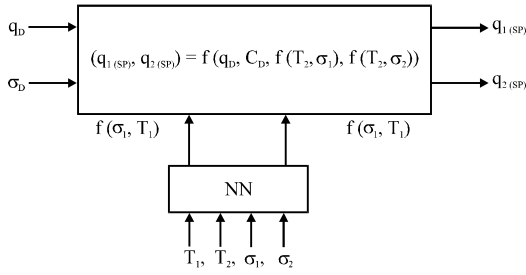 q_D
σ_D
(q_1 (SP), q_2 (SP)) = f (q_D, C_D, f (T_2, σ_1), f (T_2, σ_2))
q_1 (SP)
q_2 (SP)
f (σ_1, T_1) f (σ_1, T_1)
NN
T_1, T_2, σ_1, σ_2